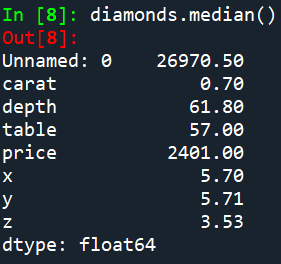 In [8]: diamonds.median()
Out[8]:
Unnamed: 0    26970.50
carat             0.70
depth            61.80
table            57.00
price          2401.00
x                 5.70
y                 5.71
z                 3.53
dtype: float64